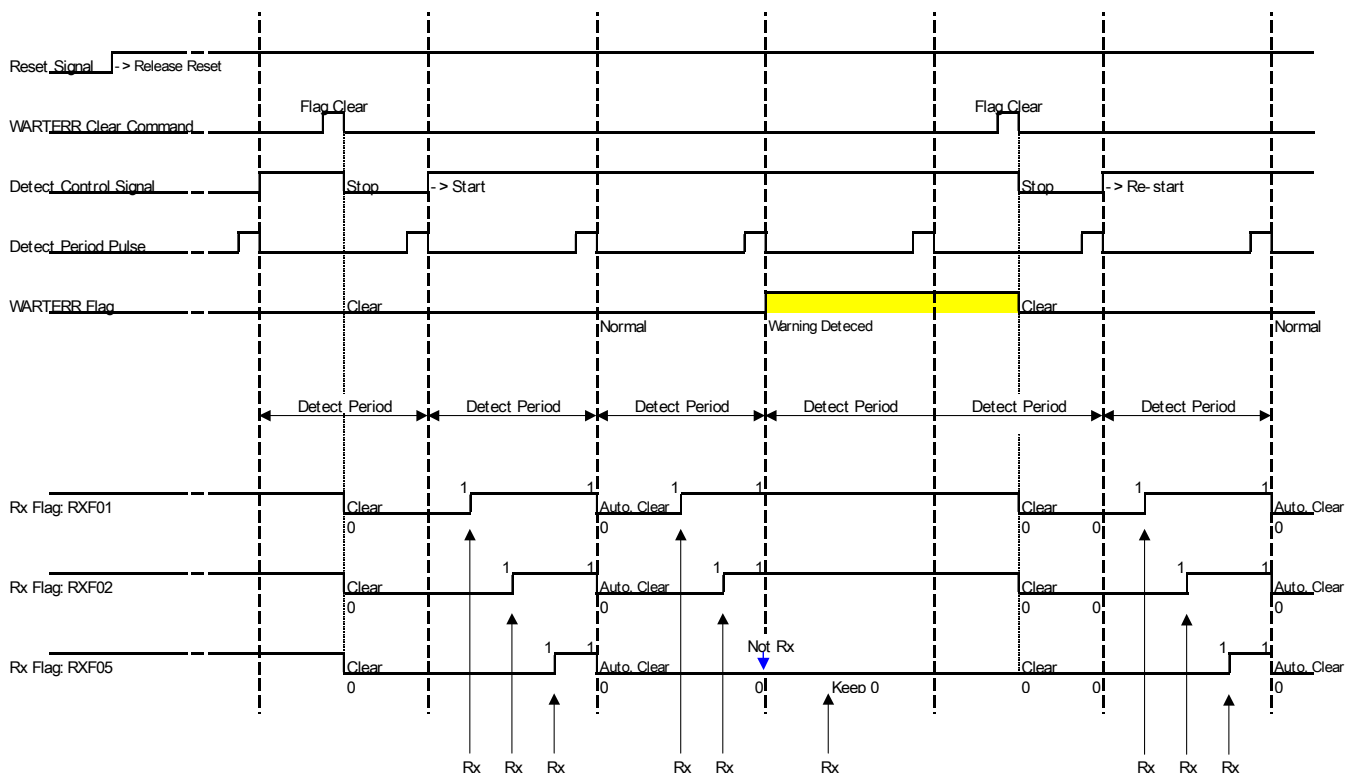 Reset Signal -> Release Reset
Flag Clear Flag Clear
WARTERR Clear Command
Detect Control Signal Stop -> Start Stop -> Re-start
Detect Period Pulse
WARTERR Flag Clear Clear
Normal Warning Deteced Normal
Detect Period Detect Period Detect Period Detect Period Detect Period Detect Period
1 1 1 1 1 1
Rx Flag: RXF01 Clear Auto. Clear Clear Auto. Clear
0 0 0 0 0
1 1 1 1 1 1
Rx Flag: RXF02 Clear Auto. Clear Clear Auto. Clear
0 0 0 0 0
1 1 Not Rx 1 1
Rx Flag: RXF05 Clear Auto. Clear Clear Auto. Clear
0 0 0 Keep 0 0 0 0
Rx Rx Rx Rx Rx Rx Rx Rx Rx